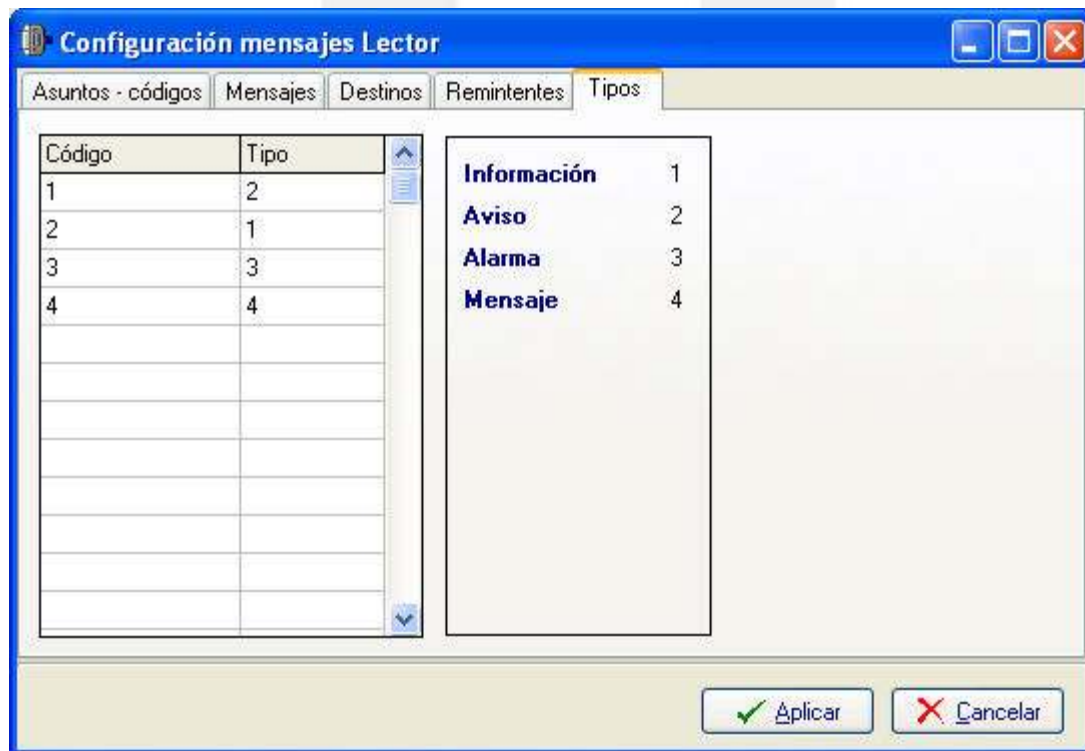 Configuración mensajes Lector
Asuntos - códigos Mensajes Destinos Remintentes Tipos
Código Tipo
1 2
2 1
3 3
4 4
Información 1
Aviso 2
Alarma 3
Mensaje 4
Aplicar Cancelar